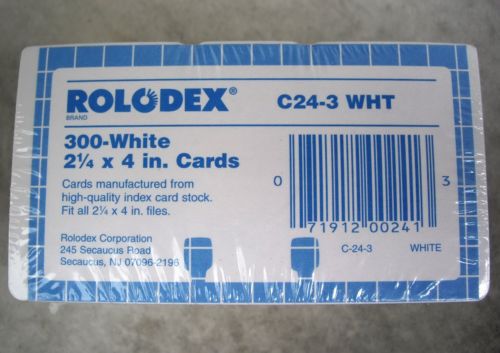 ROLODEX®
BRAND
C24-3 WHT
300-White
2¼ x 4 in. Cards
Cards manufactured from
high-quality index card stock.
Fit all 2¼ x 4 in. files.
Rolodex Corporation
245 Secaucus Road
Secaucus, NJ 07096-2196
0 71912 00241 3
C-24-3 WHITE